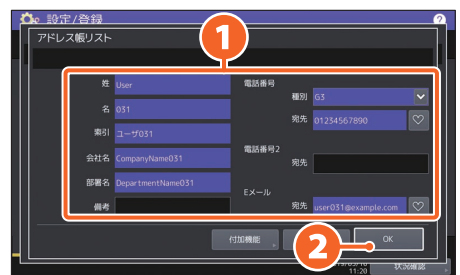 設定/登録
?
アドレス帳リスト
1
姓 User
名 031
索引 ユーザ031
会社名 CompanyName031
部署名 DepartmentName031
備考
電話番号
種別 G3
宛先 01234567890
電話番号2
宛先
Eメール
宛先 user031@example.com
付加機能
2
OK
11:20
状況確認